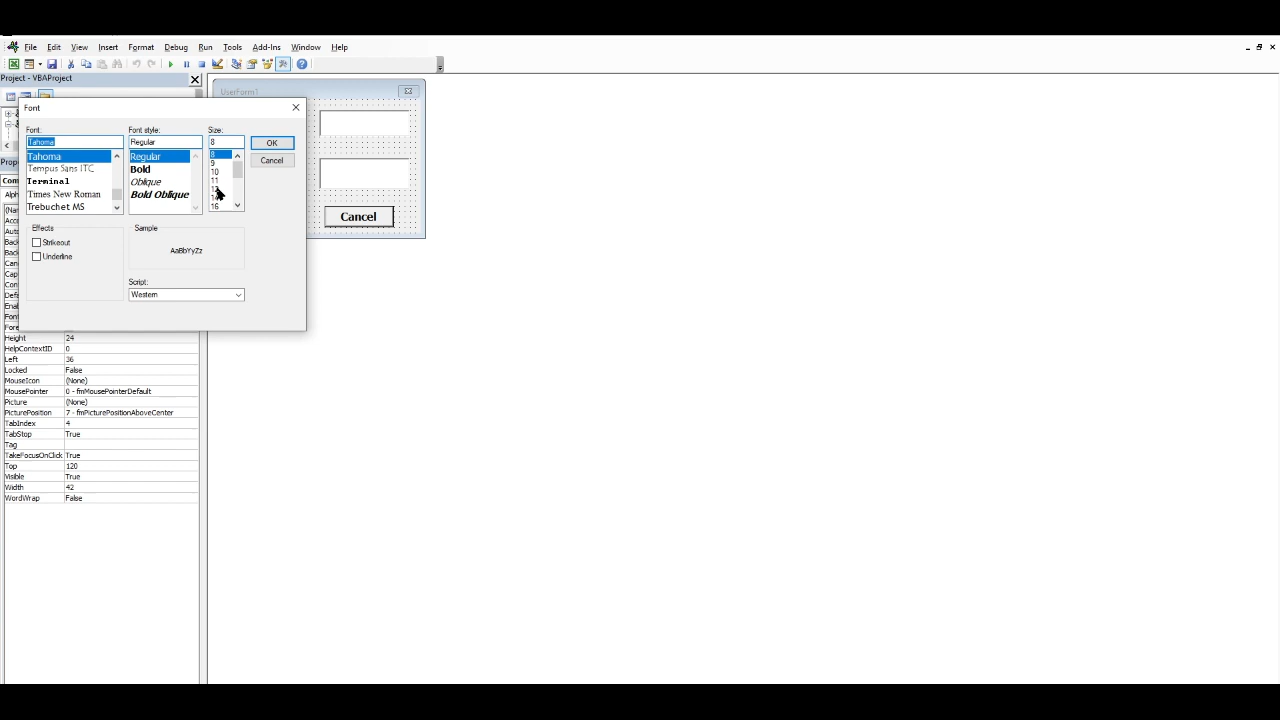 File Edit View Insert Format Debug Run Tools Add-Ins Window Help
Project - VBAProject
UserForm1
Font
Font: Font style: Size:
Tahoma Regular 8 OK
Tahoma Regular 8
9
Tempus Sans ITC Bold 10 Cancel
Terminal Oblique 11
Times New Roman Bold Oblique
Trebuchet MS 16
Cancel
Effects Sample
Strikeout
Underline AaBbYyZz
Script:
Western
Height 24
HelpContextID 0
Left 36
Locked False
MouseIcon (None)
MousePointer 0 - fmMousePointerDefault
Picture (None)
PicturePosition 7 - fmPicturePositionAboveCenter
TabIndex 4
TabStop True
Tag
TakeFocusOnClick True
Top 120
Visible True
Width 42
WordWrap False